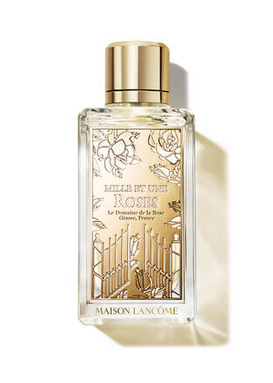 MILLE ET UNE
ROSES
Le Domaine de la Rose
Grasse, France
MAISON LANCÔME